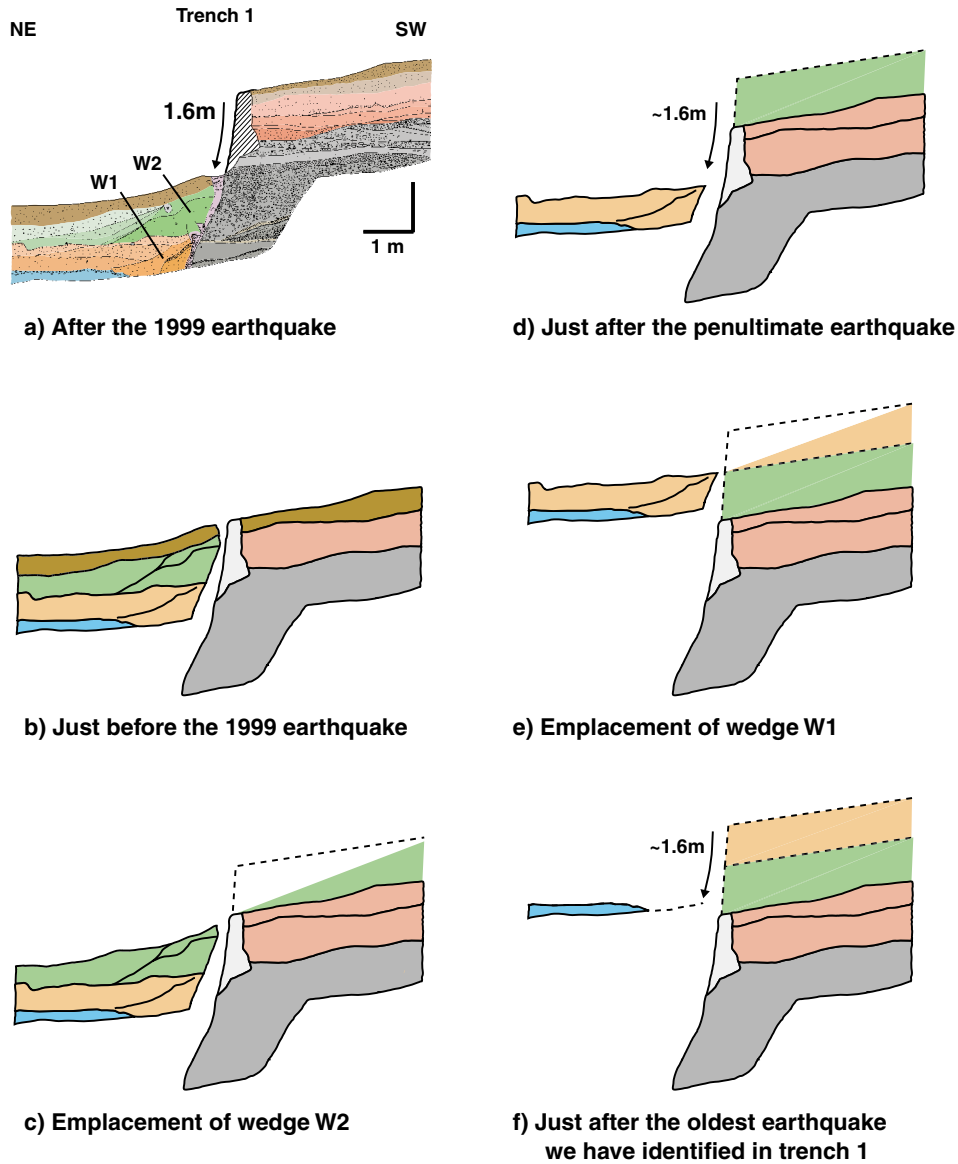 Trench 1
NE
SW
1.6m
W2
W1
1 m
a) After the 1999 earthquake
b) Just before the 1999 earthquake
c) Emplacement of wedge W2
~1.6m
d) Just after the penultimate earthquake
e) Emplacement of wedge W1
~1.6m
f) Just after the oldest earthquake
we have identified in trench 1